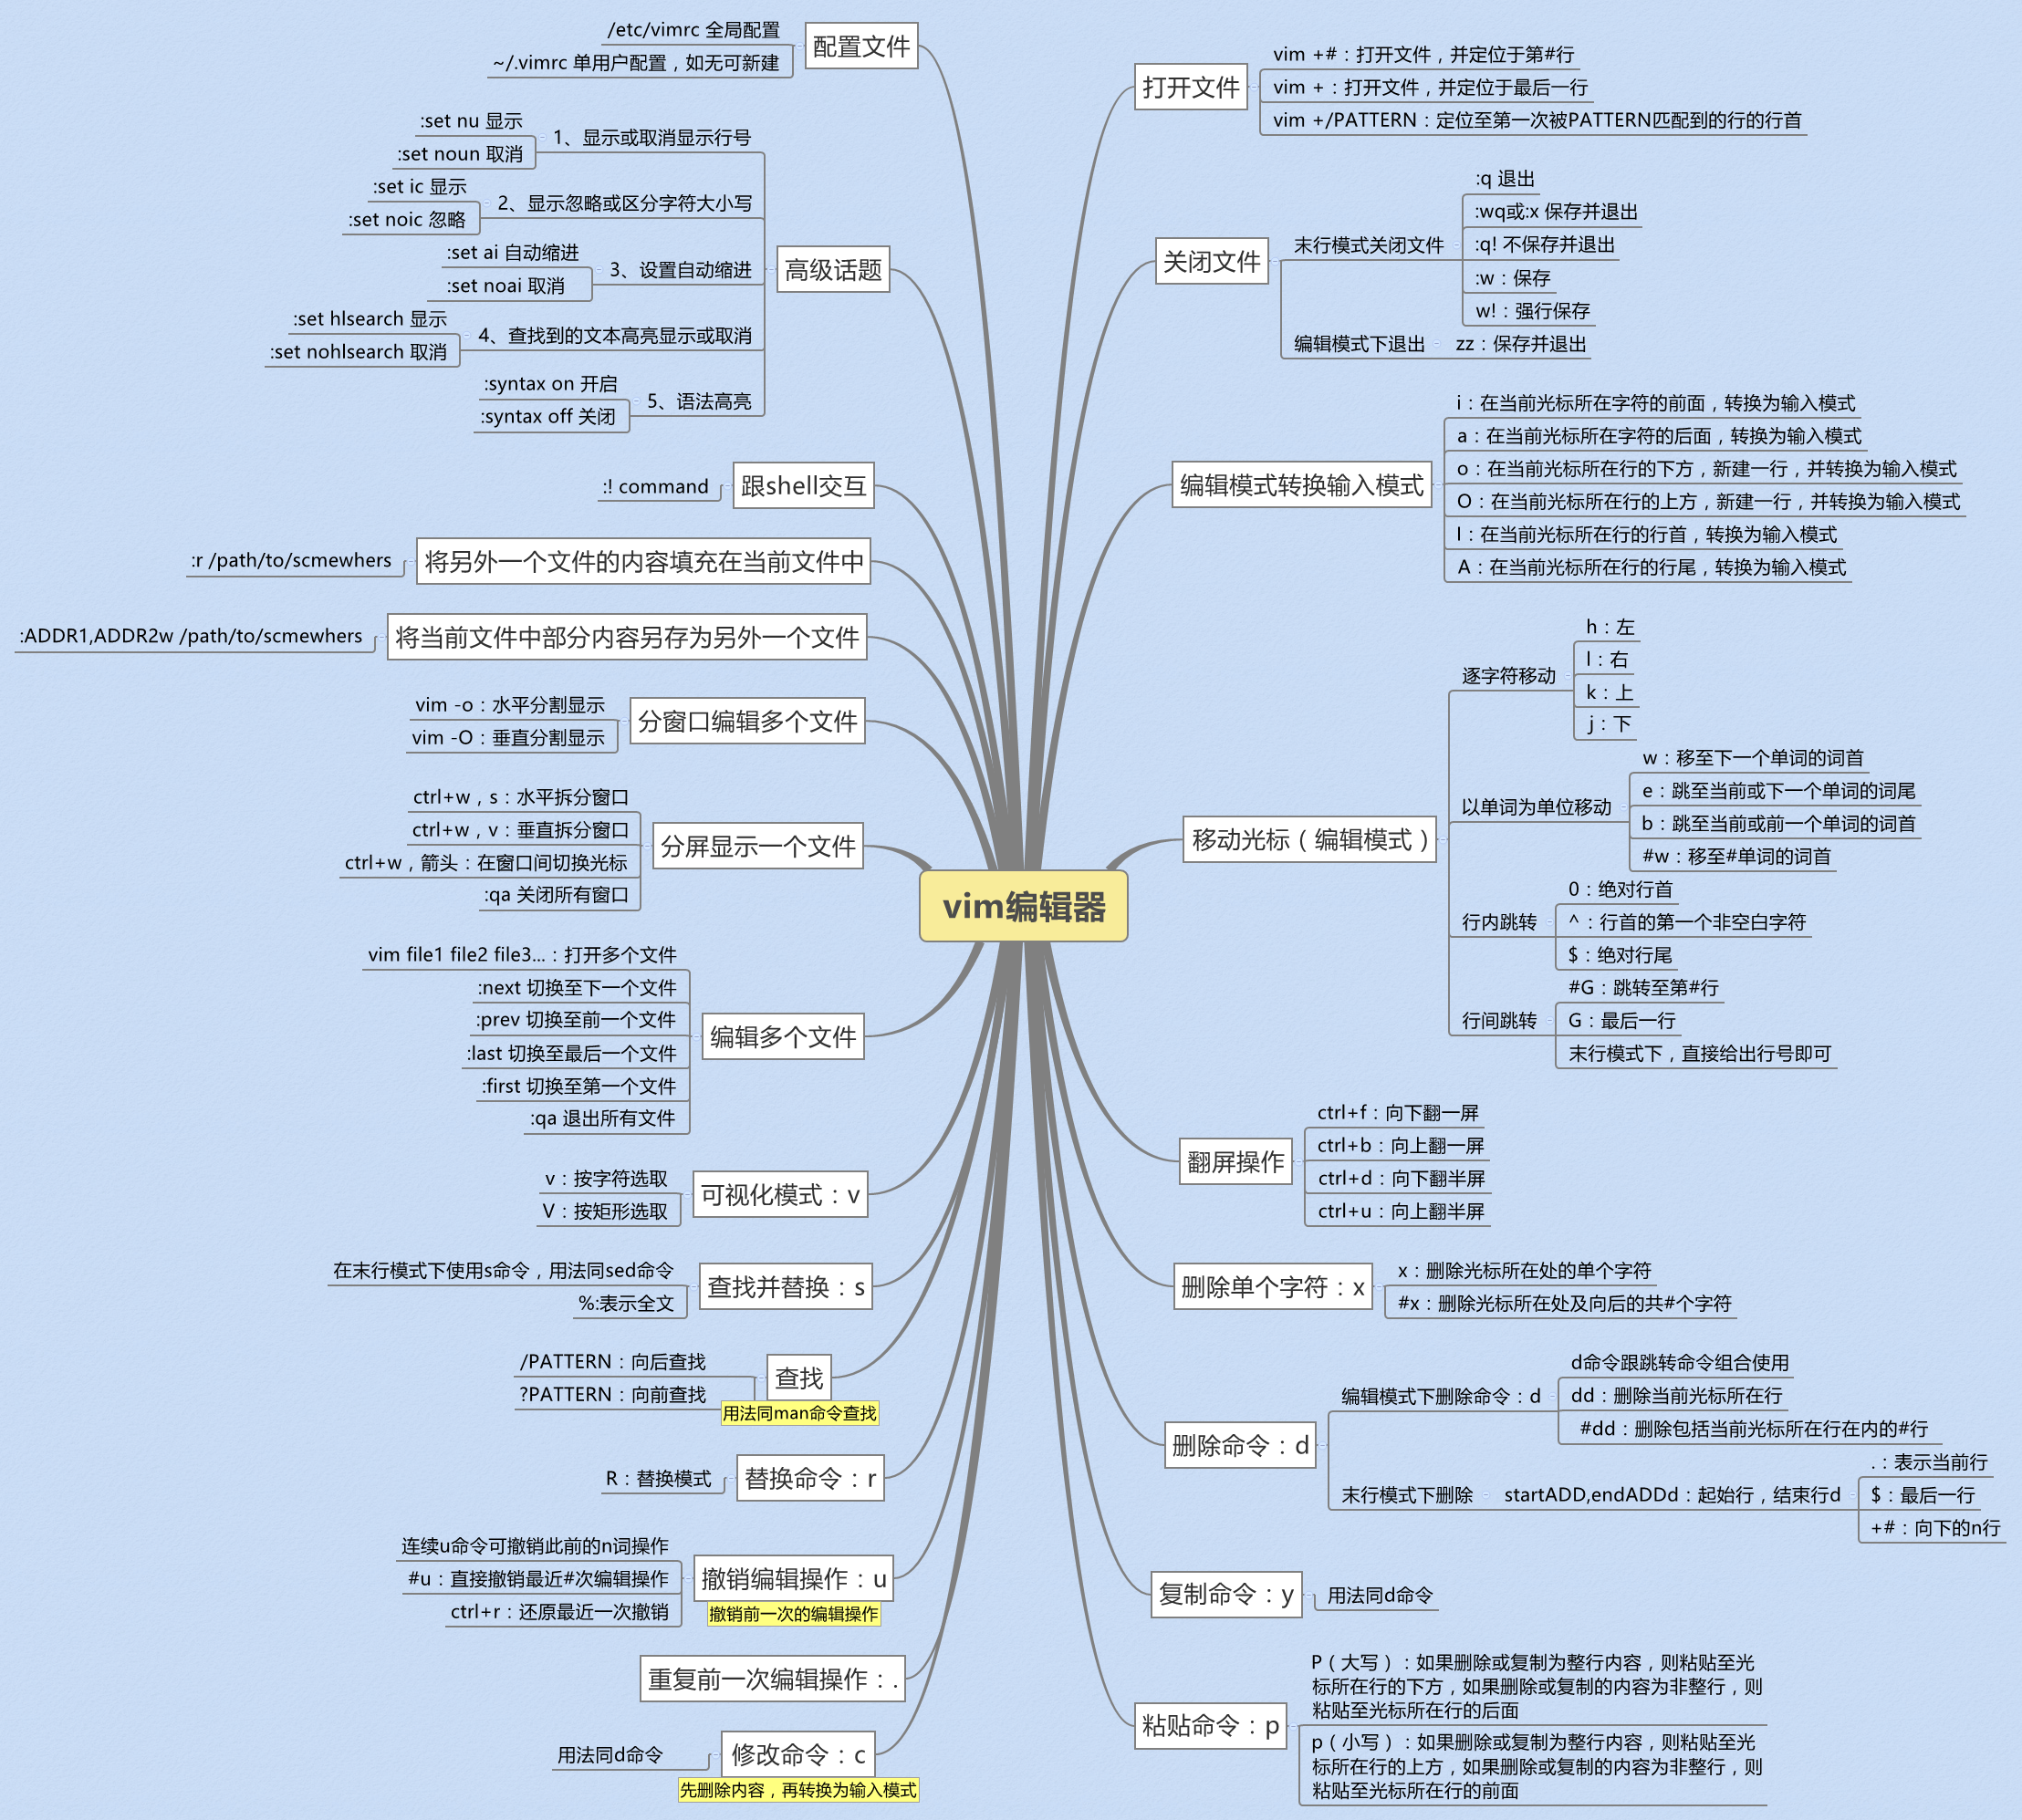 vim编辑器
打开文件
vim +#：打开文件，并定位于第#行
vim +：打开文件，并定位于最后一行
vim +/PATTERN：定位至第一次被PATTERN匹配到的行的行首
关闭文件
末行模式关闭文件
:q 退出
:wq或:x 保存并退出
:q! 不保存并退出
:w：保存
w!：强行保存
编辑模式下退出
zz：保存并退出
编辑模式转换输入模式
i：在当前光标所在字符的前面，转换为输入模式
a：在当前光标所在字符的后面，转换为输入模式
o：在当前光标所在行的下方，新建一行，并转换为输入模式
O：在当前光标所在行的上方，新建一行，并转换为输入模式
I：在当前光标所在行的行首，转换为输入模式
A：在当前光标所在行的行尾，转换为输入模式
移动光标（编辑模式）
逐字符移动
h：左
l：右
k：上
j：下
以单词为单位移动
w：移至下一个单词的词首
e：跳至当前或下一个单词的词尾
b：跳至当前或前一个单词的词首
#w：移至#单词的词首
行内跳转
0：绝对行首
^：行首的第一个非空白字符
$：绝对行尾
行间跳转
#G：跳转至第#行
G：最后一行
末行模式下，直接给出行号即可
翻屏操作
ctrl+f：向下翻一屏
ctrl+b：向上翻一屏
ctrl+d：向下翻半屏
ctrl+u：向上翻半屏
删除单个字符：x
x：删除光标所在处的单个字符
#x：删除光标所在处及向后的共#个字符
删除命令：d
编辑模式下删除命令：d
d命令跟跳转命令组合使用
dd：删除当前光标所在行
#dd：删除包括当前光标所在行在内的#行
末行模式下删除
startADD,endADDd：起始行，结束行d
.：表示当前行
$：最后一行
+#：向下的n行
复制命令：y
用法同d命令
粘贴命令：p
P（大写）：如果删除或复制为整行内容，则粘贴至光
标所在行的下方，如果删除或复制的内容为非整行，则
粘贴至光标所在行的后面
p（小写）：如果删除或复制为整行内容，则粘贴至光
标所在行的上方，如果删除或复制的内容为非整行，则
粘贴至光标所在行的前面
配置文件
/etc/vimrc 全局配置
~/.vimrc 单用户配置，如无可新建
高级话题
1、显示或取消显示行号
:set nu 显示
:set noun 取消
2、显示忽略或区分字符大小写
:set ic 显示
:set noic 忽略
3、设置自动缩进
:set ai 自动缩进
:set noai 取消
4、查找到的文本高亮显示或取消
:set hlsearch 显示
:set nohlsearch 取消
5、语法高亮
:syntax on 开启
:syntax off 关闭
跟shell交互
:! command
将另外一个文件的内容填充在当前文件中
:r /path/to/scmewhers
将当前文件中部分内容另存为另外一个文件
:ADDR1,ADDR2w /path/to/scmewhers
分窗口编辑多个文件
vim -o：水平分割显示
vim -O：垂直分割显示
分屏显示一个文件
ctrl+w，s：水平拆分窗口
ctrl+w，v：垂直拆分窗口
ctrl+w，箭头：在窗口间切换光标
:qa 关闭所有窗口
编辑多个文件
vim file1 file2 file3...：打开多个文件
:next 切换至下一个文件
:prev 切换至前一个文件
:last 切换至最后一个文件
:first 切换至第一个文件
:qa 退出所有文件
可视化模式：v
v：按字符选取
V：按矩形选取
查找并替换：s
在末行模式下使用s命令，用法同sed命令
%:表示全文
查找
用法同man命令查找
/PATTERN：向后查找
?PATTERN：向前查找
替换命令：r
R：替换模式
撤销编辑操作：u
撤销前一次的编辑操作
连续u命令可撤销此前的n词操作
#u：直接撤销最近#次编辑操作
ctrl+r：还原最近一次撤销
重复前一次编辑操作：.
修改命令：c
先删除内容，再转换为输入模式
用法同d命令